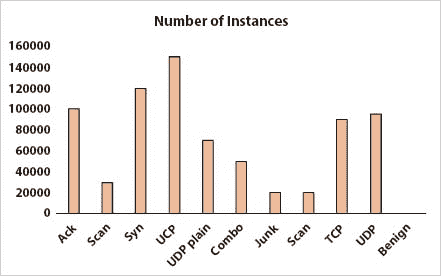 Number of Instances
160000
140000
120000
100000
80000
60000
40000
20000
0
Ack
Scan
Syn
UCP
UDP plain
Combo
Junk
Scan
TCP
UDP
Benign